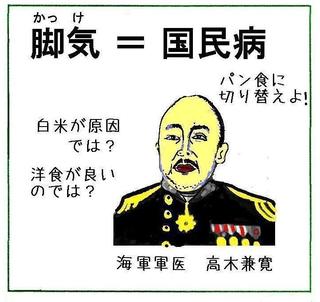 かっけ
脚気 = 国民病
パン食に
切り替えよ!
白米が原因
では?
洋食が良い
のでは?
海軍軍医 高木兼寛